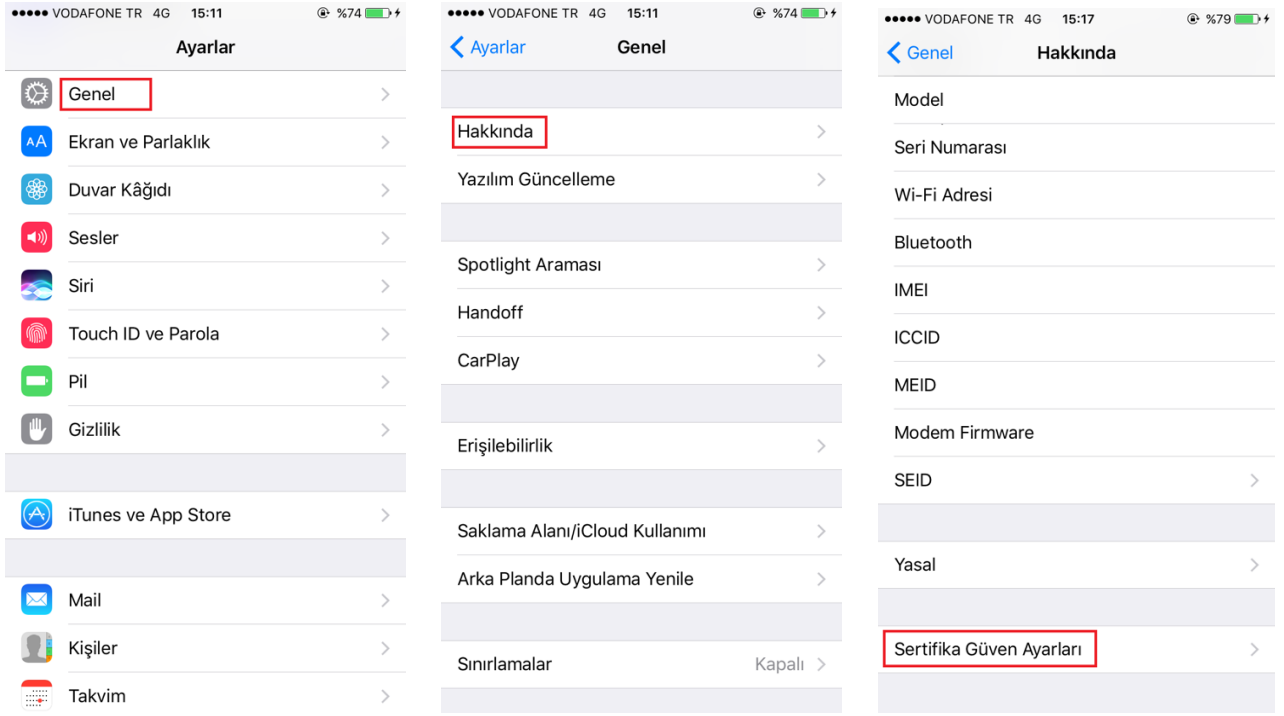 VODAFONE TR 4G 15:11 %74
Ayarlar
Genel
Ekran ve Parlaklık
AA
Duvar Kâğıdı
Sesler
Siri
Touch ID ve Parola
Pil
Gizlilik
iTunes ve App Store
Mail
Kişiler
Takvim
VODAFONE TR 4G 15:11 %74
Ayarlar Genel
Hakkında
Yazılım Güncelleme
Spotlight Araması
Handoff
CarPlay
Erişilebilirlik
Saklama Alanı/iCloud Kullanımı
Arka Planda Uygulama Yenile
Sınırlamalar Kapalı
VODAFONE TR 4G 15:17 %79
Genel Hakkında
Model
Seri Numarası
Wi-Fi Adresi
Bluetooth
IMEI
ICCID
MEID
Modem Firmware
SEID
Yasal
Sertifika Güven Ayarları